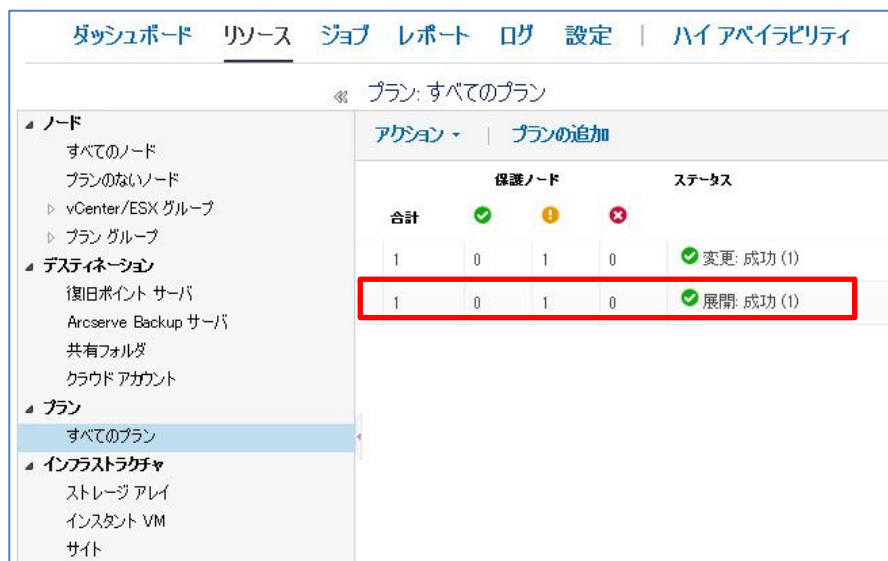 ダッシュボード リソース ジョブ レポート ログ 設定 | ハイ アベイラビリティ
プラン: すべてのプラン
ノード
すべてのノード
プランのないノード
vCenter/ESX グループ
プラン グループ
デスティネーション
復旧ポイント サーバ
Arcserve Backup サーバ
共有フォルダ
クラウド アカウント
プラン
すべてのプラン
インフラストラクチャ
ストレージ アレイ
インスタント VM
サイト
アクション | プランの追加
保護ノード ステータス
合計
1 0 1 0 変更: 成功 (1)
1 0 1 0 展開: 成功 (1)